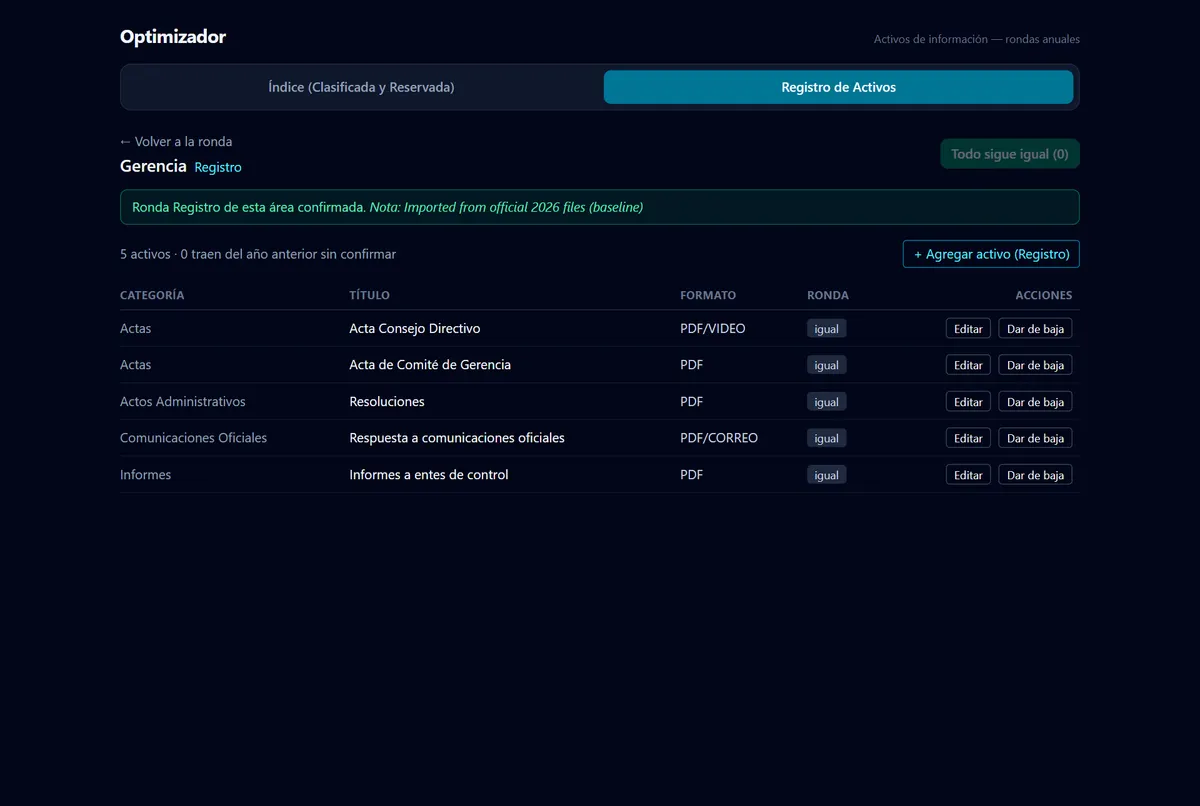 Optimizador
Activos de información — rondas anuales
Índice (Clasificada y Reservada)
Registro de Activos
← Volver a la ronda
Gerencia Registro
Todo sigue igual (0)
Ronda Registro de esta área confirmada. Nota: Imported from official 2026 files (baseline)
5 activos · 0 traen del año anterior sin confirmar
+ Agregar activo (Registro)
CATEGORÍA TÍTULO FORMATO RONDA ACCIONES
Actas Acta Consejo Directivo PDF/VIDEO igual Editar Dar de baja
Actas Acta de Comité de Gerencia PDF igual Editar Dar de baja
Actos Administrativos Resoluciones PDF igual Editar Dar de baja
Comunicaciones Oficiales Respuesta a comunicaciones oficiales PDF/CORREO igual Editar Dar de baja
Informes Informes a entes de control PDF igual Editar Dar de baja